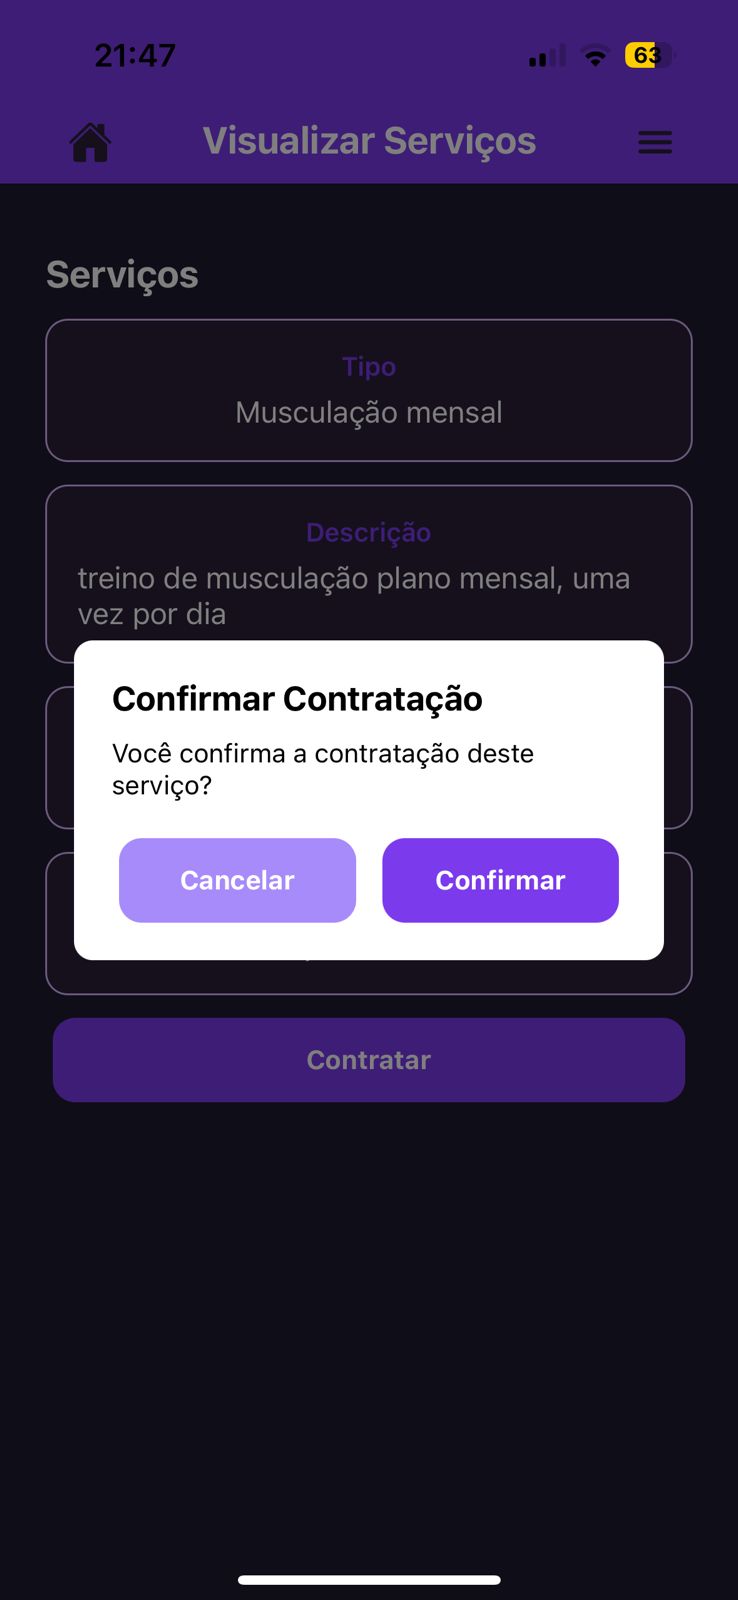 21:47
63
Visualizar Serviços
Serviços
Tipo
Musculação mensal
Descrição
treino de musculação plano mensal, uma
vez por dia
Confirmar Contratação
Você confirma a contratação deste
serviço?
Cancelar
Confirmar
Contratar